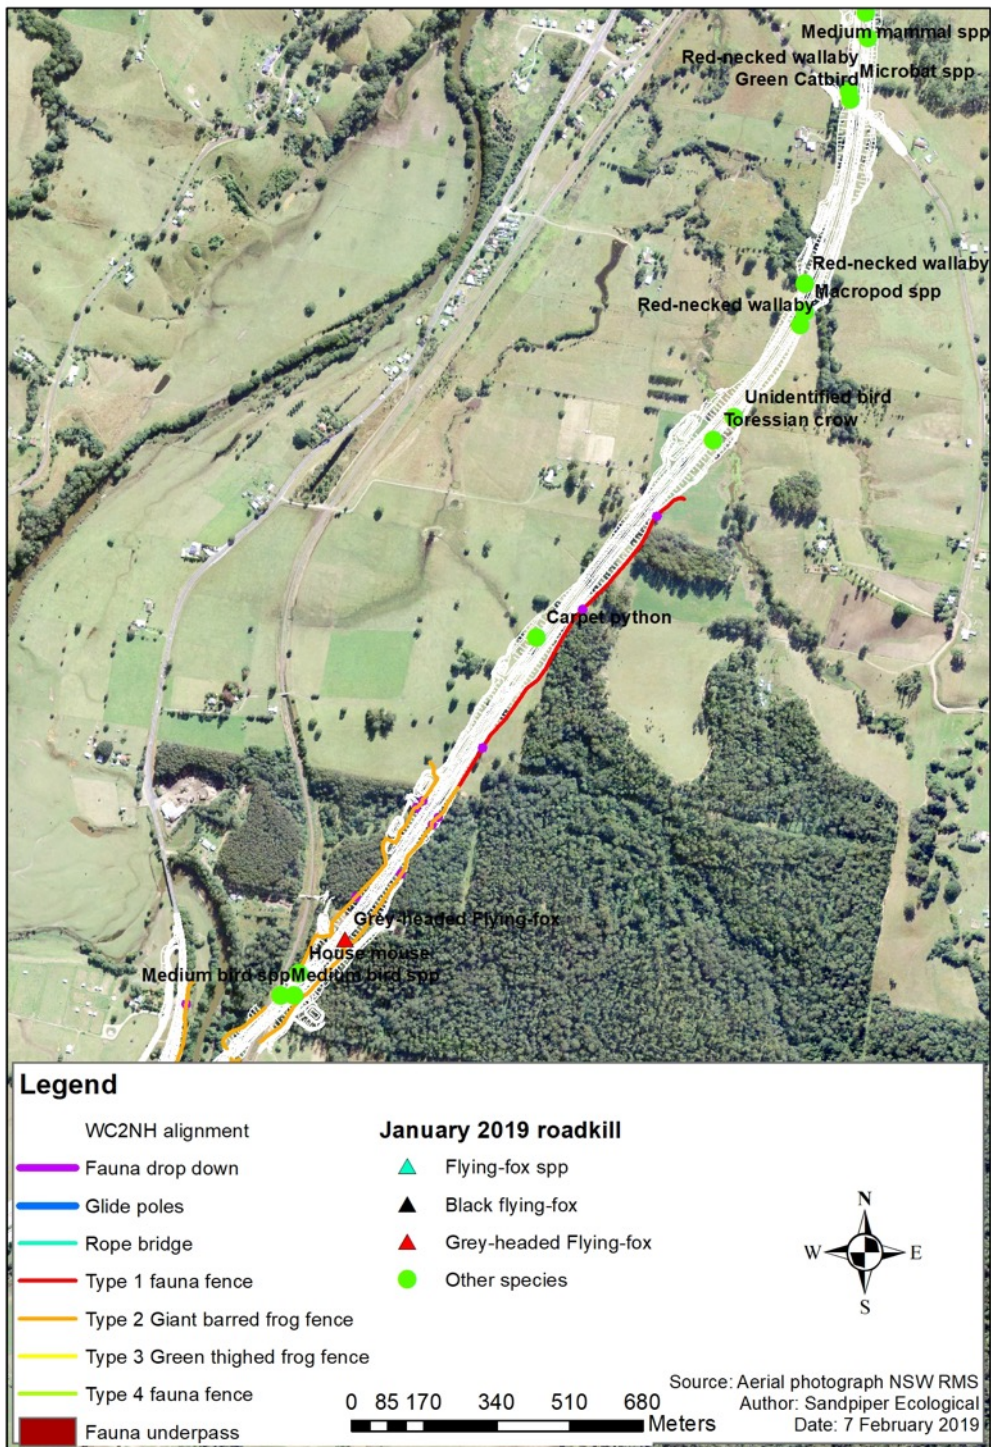 Medium mammal spp
Red-necked wallaby
Microbat spp
Green Catbird
Red-necked wallaby
Macropod spp
Red-necked wallaby
Unidentified bird
Toressian crow
Carpet python
Grey-headed Flying-fox
House mouse
Medium bird spp Medium bird spp
Legend
WC2NH alignment
Fauna drop down
Glide poles
Rope bridge
Type 1 fauna fence
Type 2 Giant barred frog fence
Type 3 Green thighed frog fence
Type 4 fauna fence
Fauna underpass
January 2019 roadkill
Flying-fox spp
Black flying-fox
Grey-headed Flying-fox
Other species
N
W E
S
0 85 170 340 510 680
Meters
Source: Aerial photograph NSW RMS
Author: Sandpiper Ecological
Date: 7 February 2019